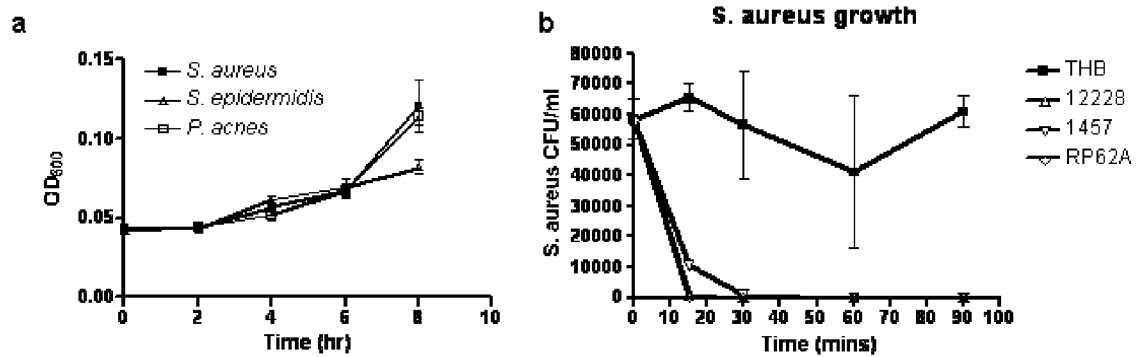 a
0.15
0.10
0.05
0.00
OD600
0
2
4
6
8
10
Time (hr)
S. aureus
S. epidermidis
P. acnes
b
S. aureus growth
80000
70000
60000
50000
40000
30000
20000
10000
0
S. aureus CFU/ml
0 10 20 30 40 50 60 70 80 90 100
Time (mins)
THB
12228
1457
RP62A